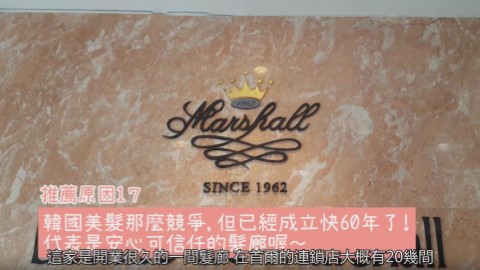 Marshall
SINCE 1962
推薦原因17
韓國美髮那麼競爭,但已經成立快60年了!
代表是安心可信任的髮廊喔~
這家是開業很久的一間髮廊 在首爾的連鎖店大概有20幾間